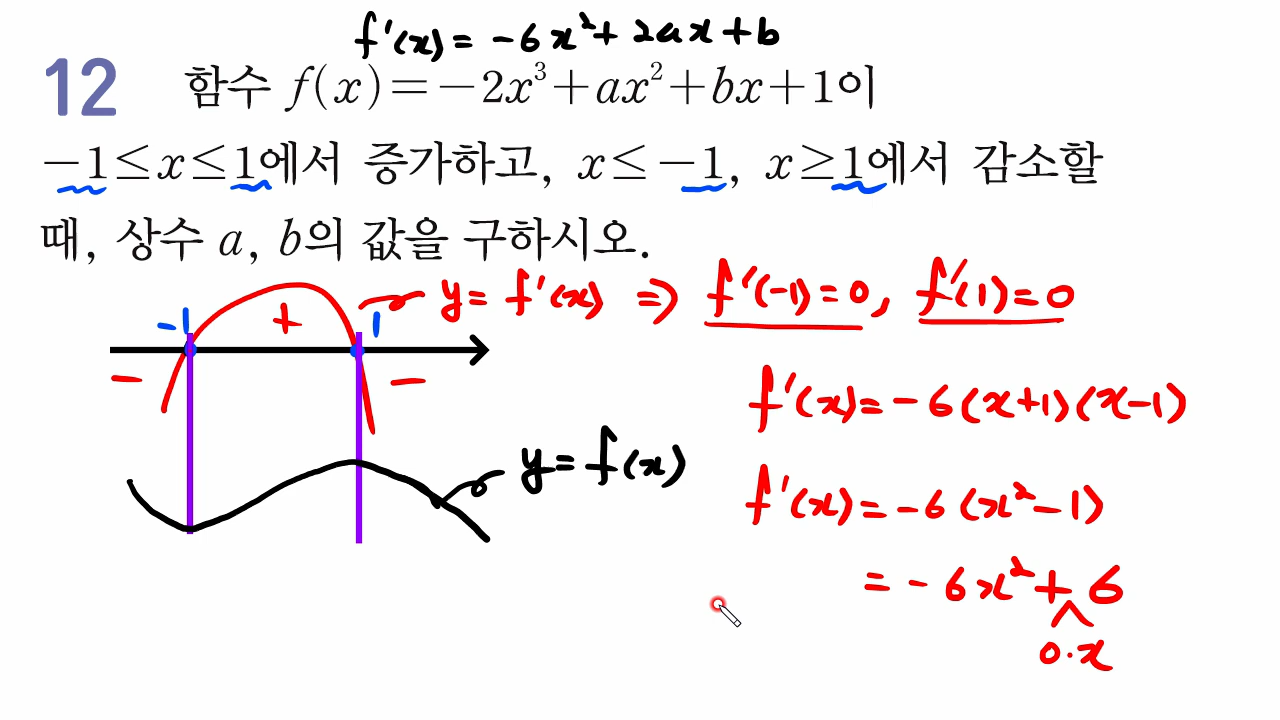 f'(x) = -6x² + 2ax + b
12 함수 f(x)=-2x³+ax²+bx+1이
-1≤x≤1에서 증가하고, x≤-1, x≥1에서 감소할
때, 상수 a, b의 값을 구하시오.
y = f'(x) ⇒ f'(-1)=0, f'(1)=0
-1 + 1
- -
f'(x) = -6(x+1)(x-1)
y = f(x)
f'(x) = -6(x²-1)
= -6x² + 6
0·x